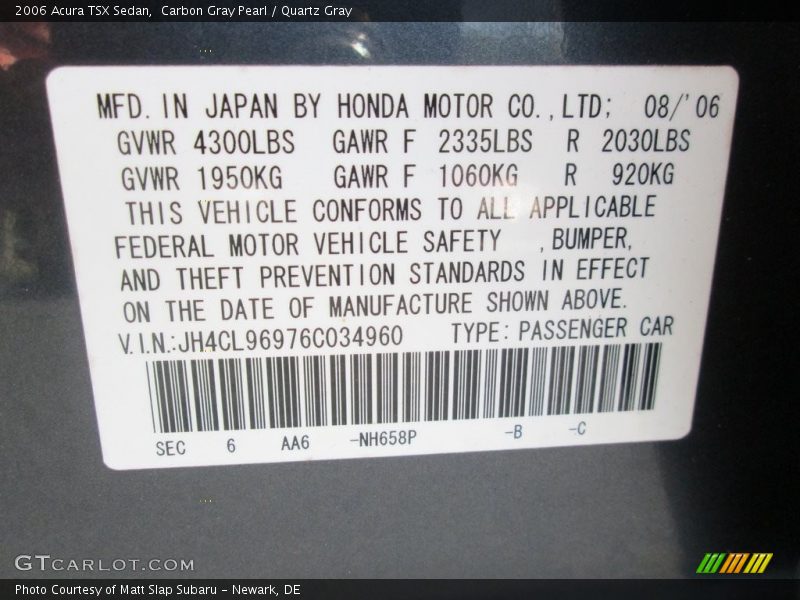 2006 Acura TSX Sedan, Carbon Gray Pearl / Quartz Gray
MFD. IN JAPAN BY HONDA MOTOR CO., LTD; 08/'06
GVWR 4300LBS GAWR F 2335LBS R 2030LBS
GVWR 1950KG GAWR F 1060KG R 920KG
THIS VEHICLE CONFORMS TO ALL APPLICABLE
FEDERAL MOTOR VEHICLE SAFETY , BUMPER,
AND THEFT PREVENTION STANDARDS IN EFFECT
ON THE DATE OF MANUFACTURE SHOWN ABOVE.
V.I.N.:JH4CL96976C034960 TYPE: PASSENGER CAR
SEC 6 AA6 -NH658P -B -C
GTCARLOT.COM
Photo Courtesy of Matt Slap Subaru - Newark, DE